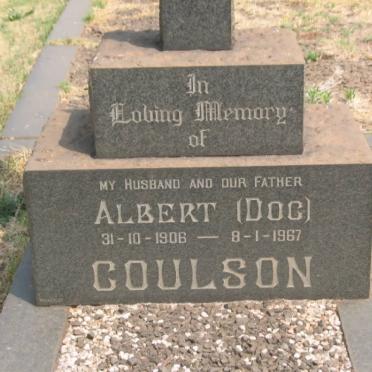 In
Loving Memory
of
MY HUSBAND AND OUR FATHER
ALBERT (DOC)
31-10-1906 — 8-1-1967
COULSON